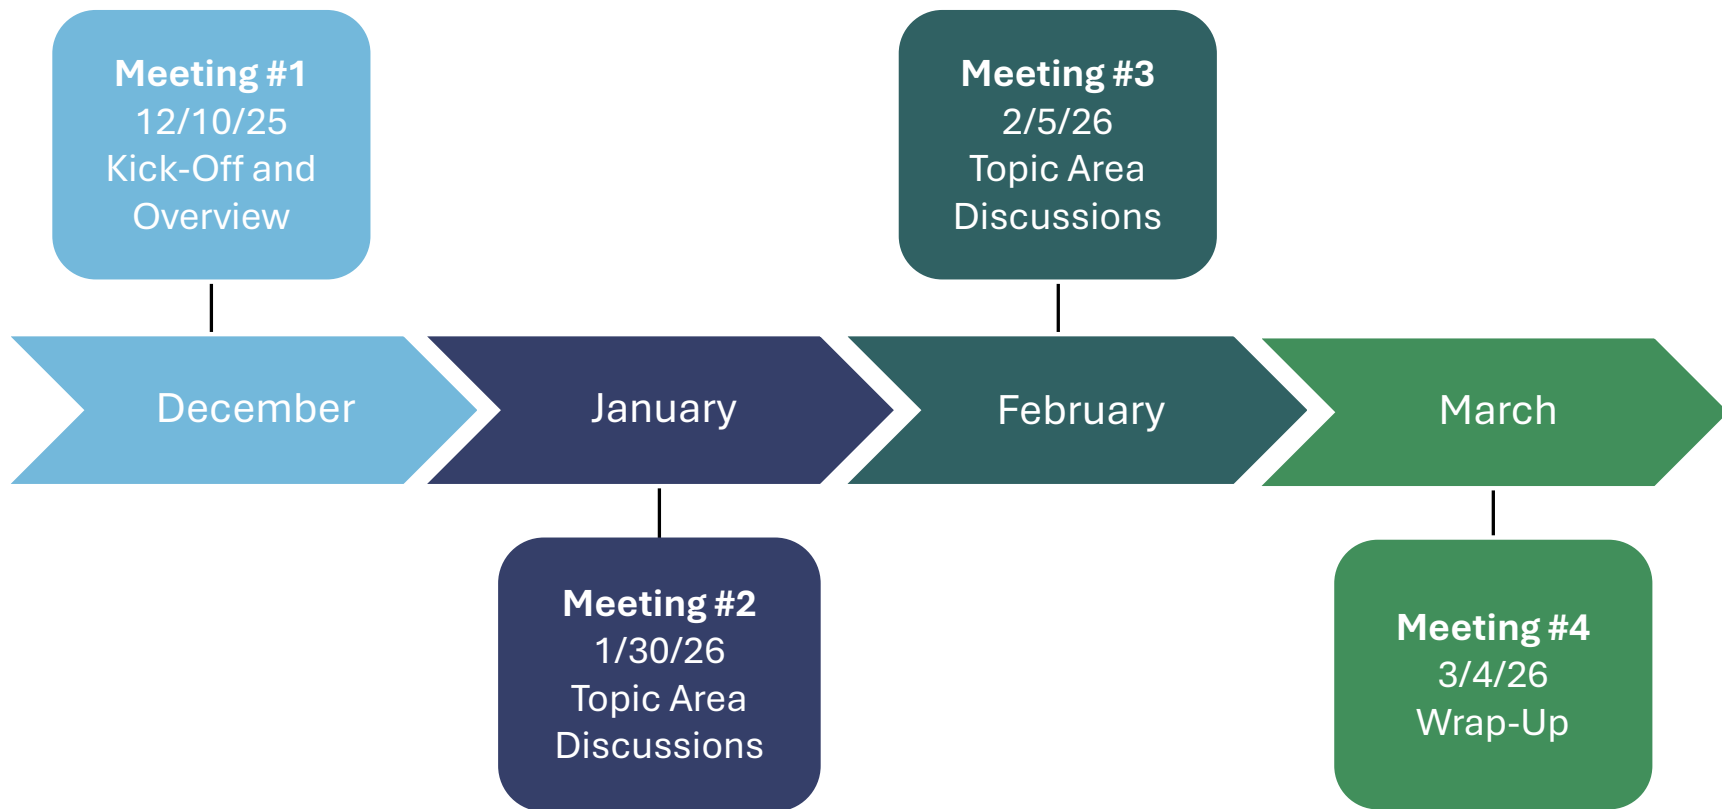 Meeting #1
12/10/25
Kick-Off and
Overview
Meeting #3
2/5/26
Topic Area
Discussions
December
January
February
March
Meeting #2
1/30/26
Topic Area
Discussions
Meeting #4
3/4/26
Wrap-Up